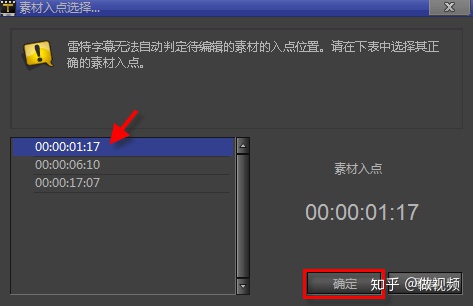 素材入点选择...
雷特字幕无法自动判定待编辑的素材的入点位置。请在下表中选择其正
确的素材入点。
00:00:01:17
00:00:06:10
00:00:17:07
素材入点
00:00:01:17
确定
知乎 @做视频